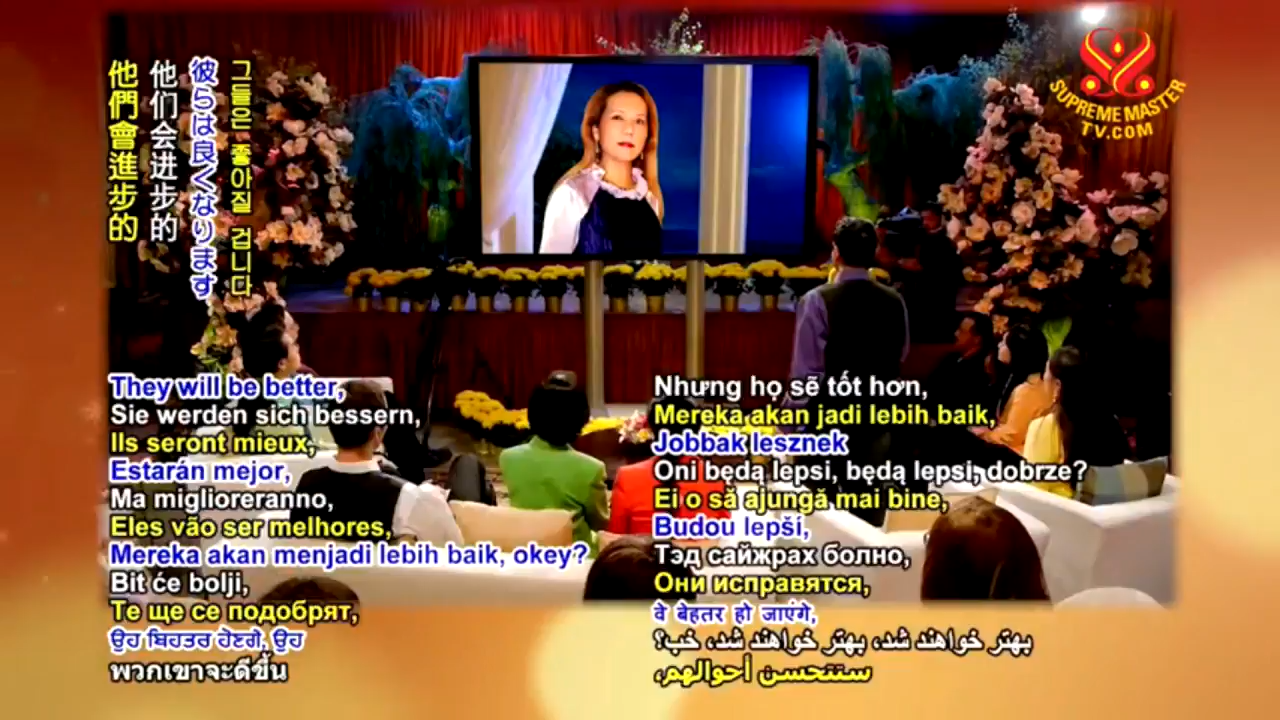 他們會進步的
他们会进步的
彼らは良くなります
그들은 좋아질 겁니다
SUPREME MASTER
TV.COM
They will be better,
Sie werden sich bessern,
Ils seront mieux,
Estarán mejor,
Ma miglioreranno,
Eles vão ser melhores,
Mereka akan menjadi lebih baik, okey?
Bit će bolji,
Те ще се подобрят,
ਉਹ ਬਿਹਤਰ ਹੋਣਗੇ, ਉਹ
พวกเขาจะดีขึ้น
Nhưng họ sẽ tốt hơn,
Mereka akan jadi lebih baik,
Jobbak lesznek
Oni będą lepsi, będą lepsi, dobrze?
Ei o să ajungă mai bine,
Budou lepší,
Тэд сайжрах болно,
Они исправятся,
वे बेहतर हो जाएंगे,
بهتر خواهند شد، بهتر خواهند شد، خب؟
ستتحسن أحوالهم،